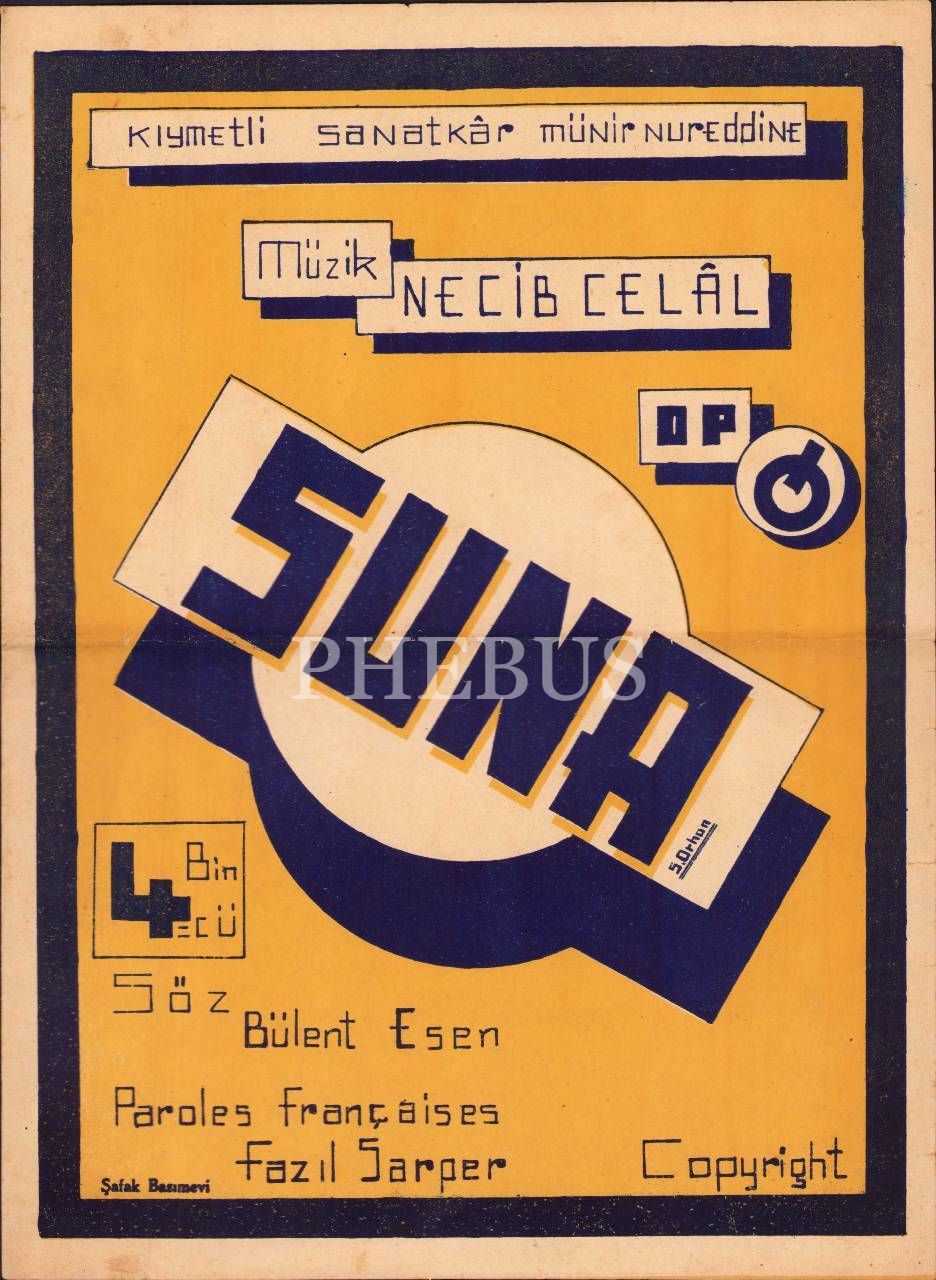 kıymetli sanatkâr münir nureddine
Müzik
NECİB CELÂL
OP
SUNA
PHEBUS
S.Orhan
4 Bin
=CÜ
Söz
Bülent Esen
Paroles françaises
fazıl Sarper
Copyright
Şafak Basımevi